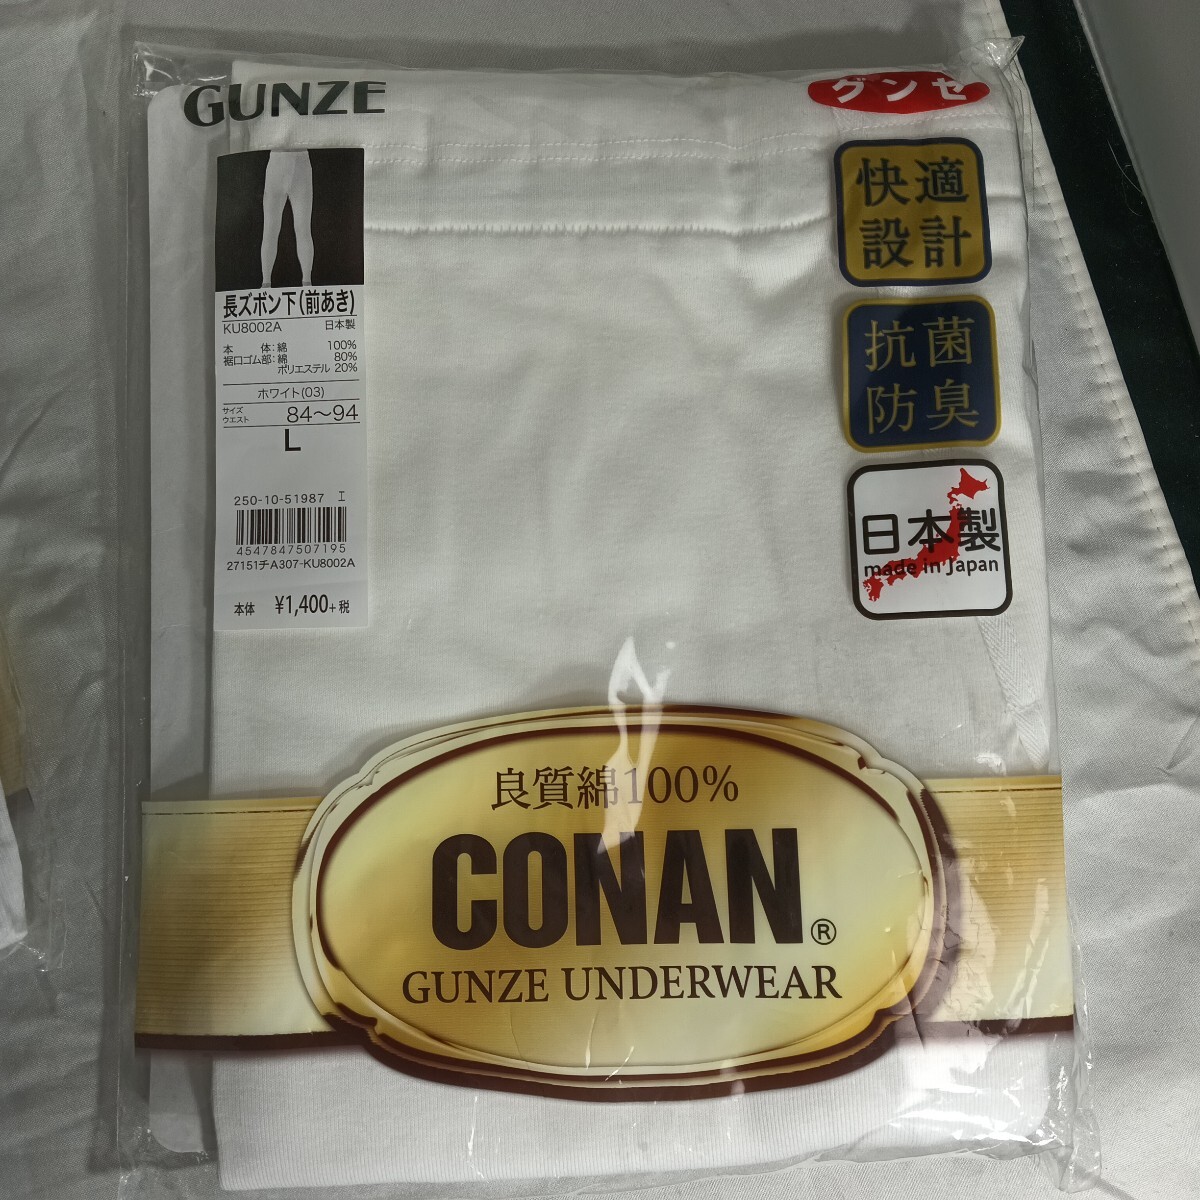 GUNZE
グンゼ
長ズボン下(前あき)
KU8002A 日本製
本 体:綿 100%
裾口ゴム部:綿 80%
ポリエステル 20%
ホワイト(03)
サイズ
ウエスト 84～94
L
250-10-51987 エ
4547847507195
27151チA307-KU8002A
本体 ¥1,400+税
快適
設計
抗菌
防臭
日本製
made in Japan
良質綿100%
CONAN®
GUNZE UNDERWEAR